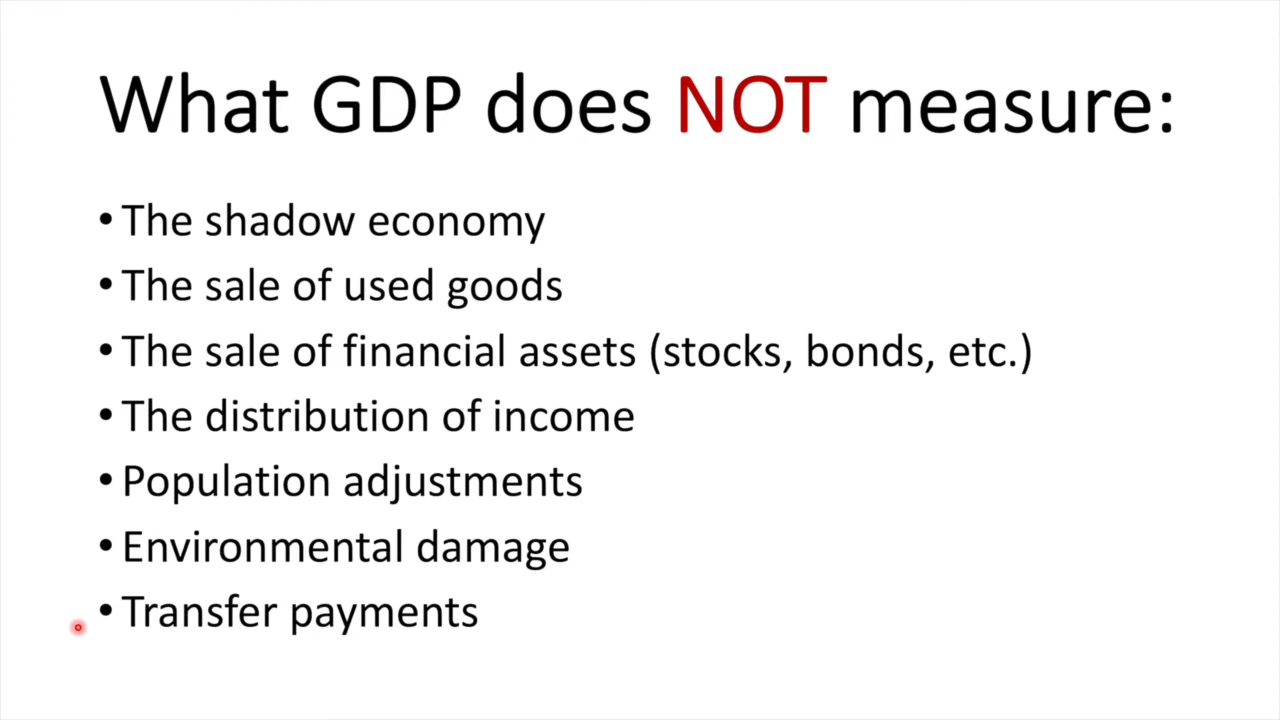 What GDP does NOT measure:
• The shadow economy
• The sale of used goods
• The sale of financial assets (stocks, bonds, etc.)
• The distribution of income
• Population adjustments
• Environmental damage
• Transfer payments